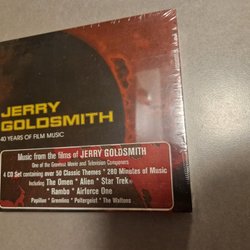 JERRY
GOLDSMITH
40 YEARS OF FILM MUSIC
Music from the films of JERRY GOLDSMITH
One of the Greatest Movie and Television Composers
4 CD Set containing over 50 Classic Themes * 280 Minutes of Music
Including The Omen * Alien * Star Trek
* Rambo * Airforce One
Papillon * Gremlins * Poltergeist * The Waltons